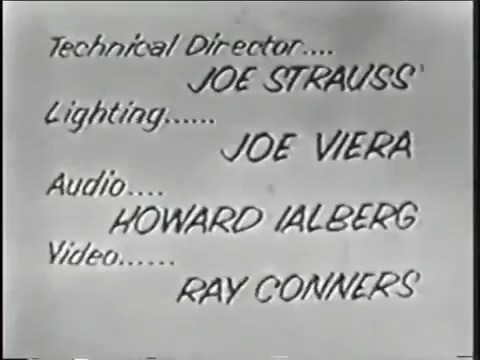 Technical Director....
JOE STRAUSS
Lighting......
JOE VIERA
Audio....
HOWARD IALBERG
Video......
RAY CONNERS